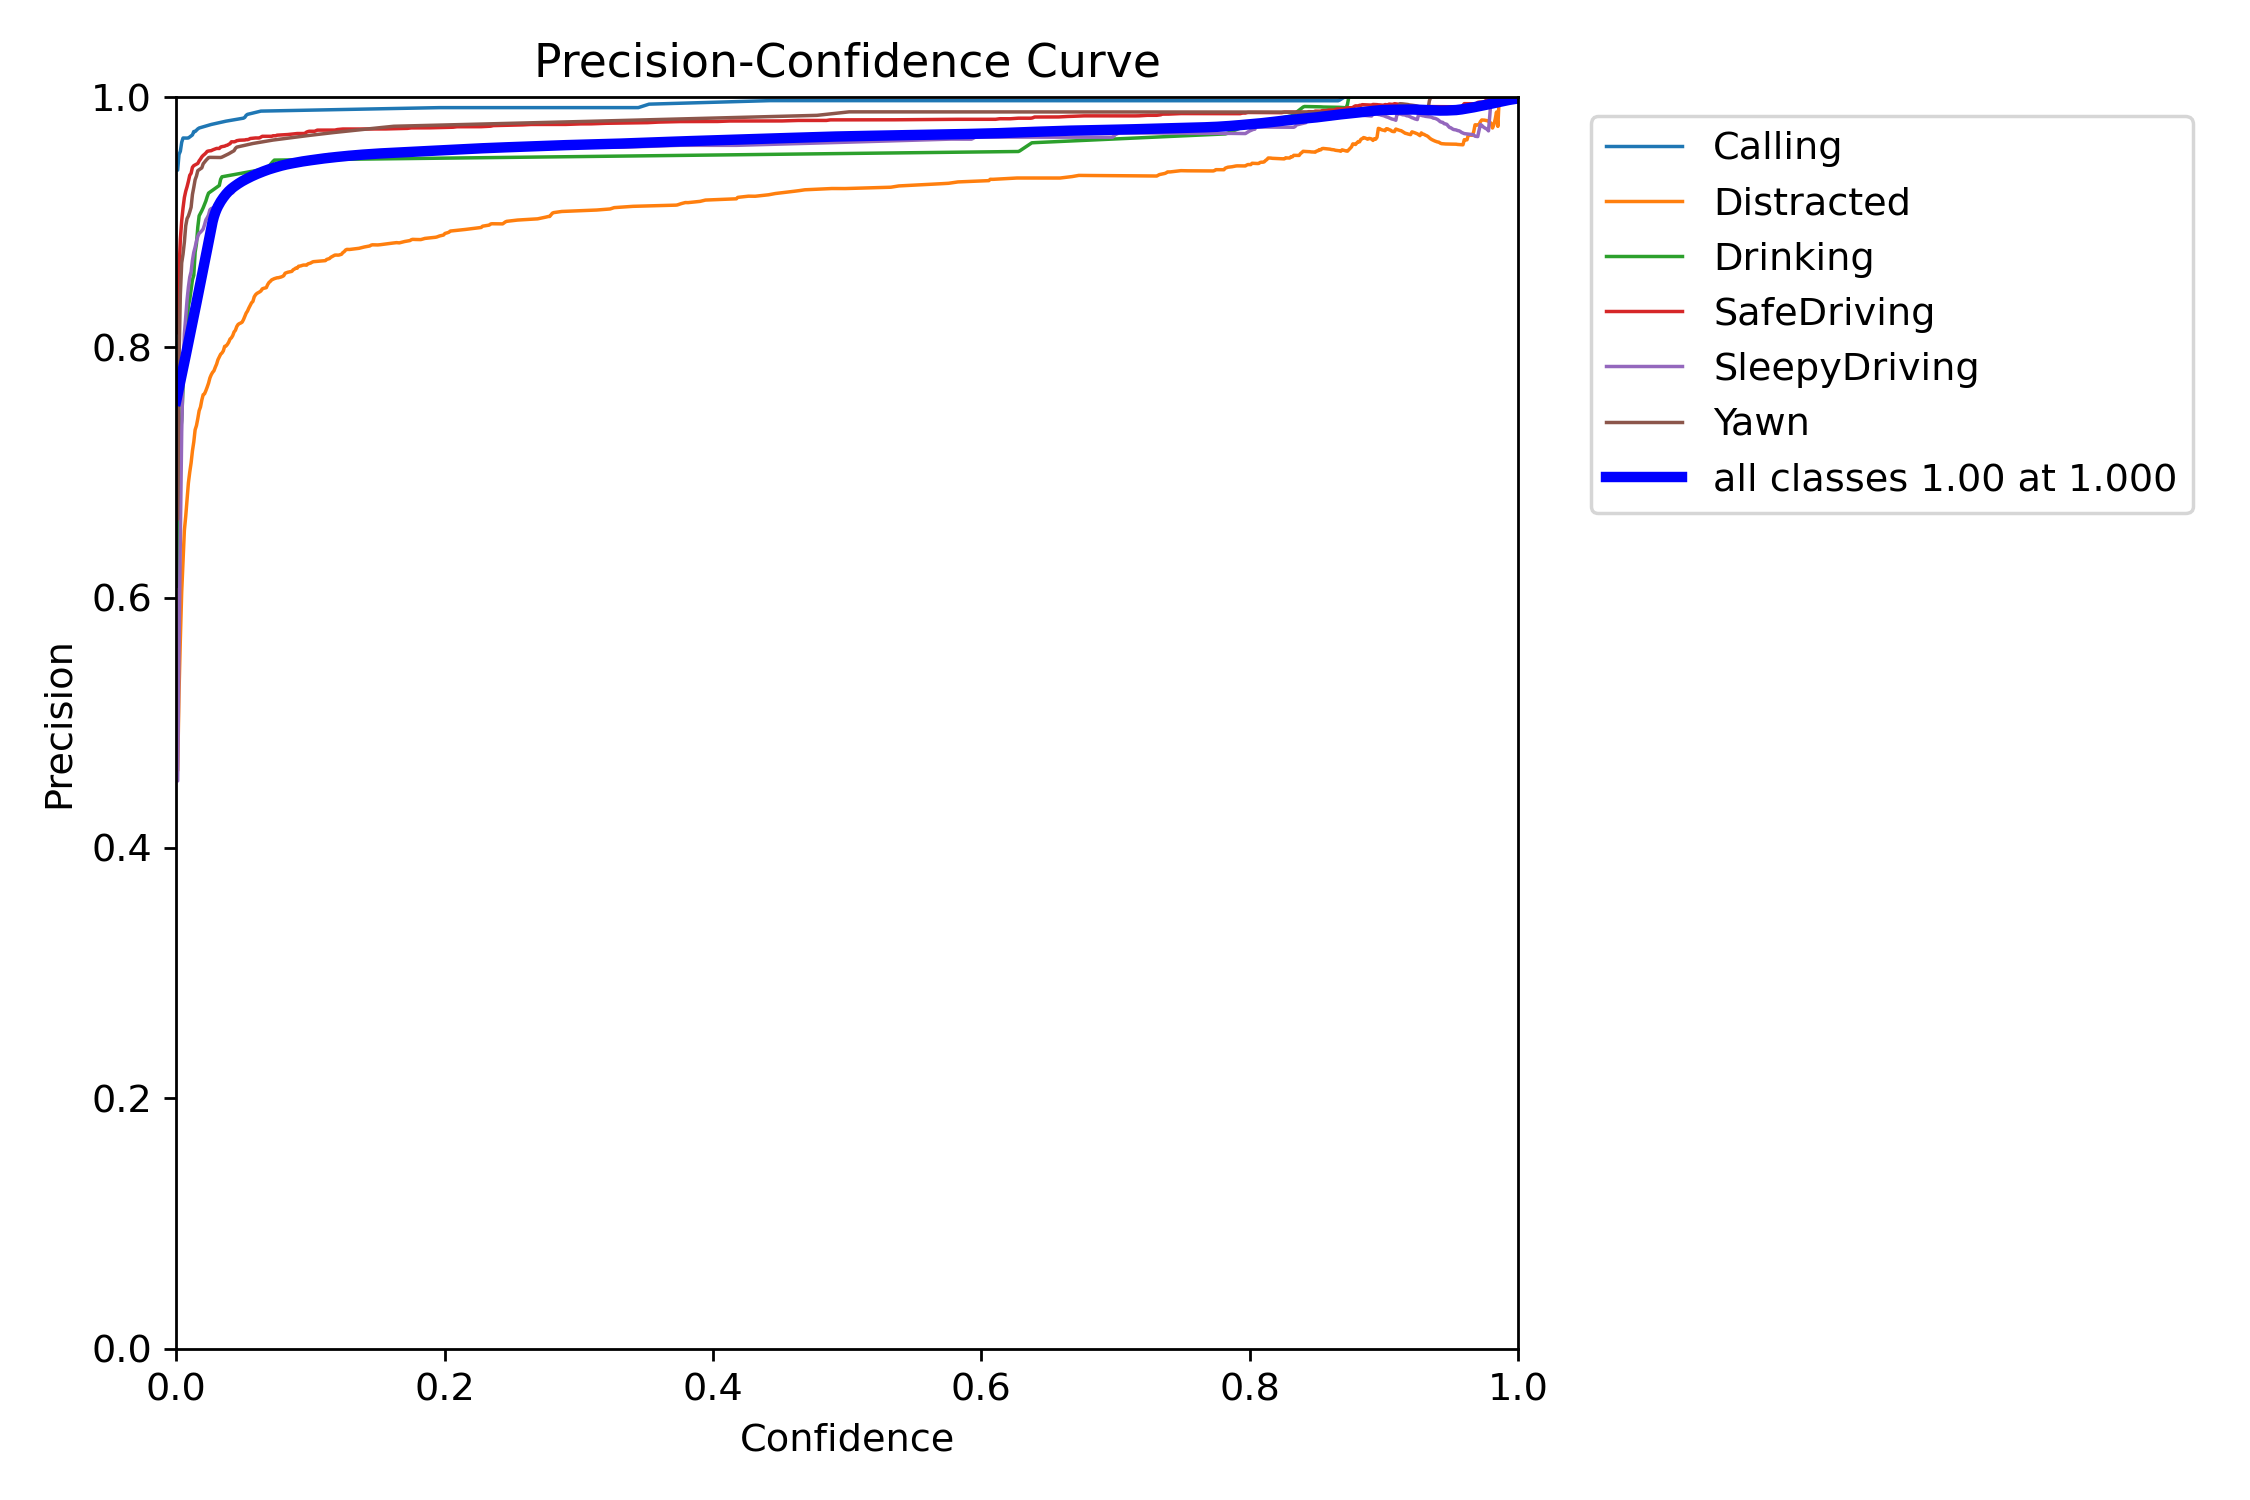 Precision-Confidence Curve
1.0
0.8
0.6
0.4
0.2
0.0
Precision
0.0 0.2 0.4 0.6 0.8 1.0
Confidence
Calling
Distracted
Drinking
SafeDriving
SleepyDriving
Yawn
all classes 1.00 at 1.000